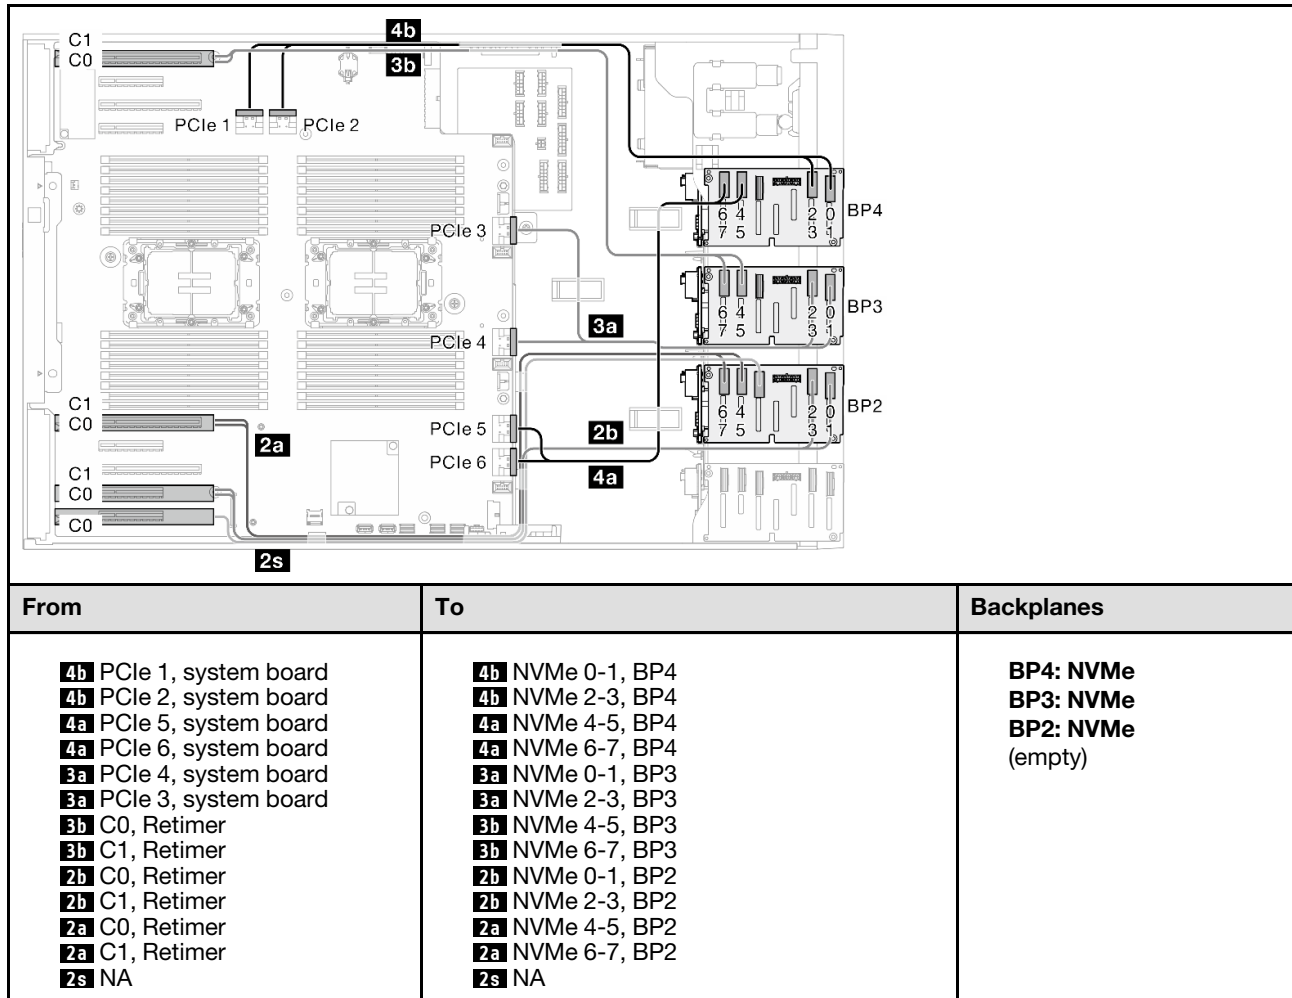 4b
C1
C0
3b
PCIe 1
PCIe 2
PCIe 3
6 4 2 0
7 5 3 1
BP4
3a
6 4 2 0
7 5 3 1
BP3
PCIe 4
C1
C0
2a
PCIe 5
2b
6 4 2 0
7 5 3 1
BP2
PCIe 6
4a
C1
C0
C0
2s
From
To
Backplanes
4b PCIe 1, system board
4b PCIe 2, system board
4a PCIe 5, system board
4a PCIe 6, system board
3a PCIe 4, system board
3a PCIe 3, system board
3b C0, Retimer
3b C1, Retimer
2b C0, Retimer
2b C1, Retimer
2a C0, Retimer
2a C1, Retimer
2s NA
4b NVMe 0-1, BP4
4b NVMe 2-3, BP4
4a NVMe 4-5, BP4
4a NVMe 6-7, BP4
3a NVMe 0-1, BP3
3a NVMe 2-3, BP3
3b NVMe 4-5, BP3
3b NVMe 6-7, BP3
2b NVMe 0-1, BP2
2b NVMe 2-3, BP2
2a NVMe 4-5, BP2
2a NVMe 6-7, BP2
2s NA
BP4: NVMe
BP3: NVMe
BP2: NVMe
(empty)